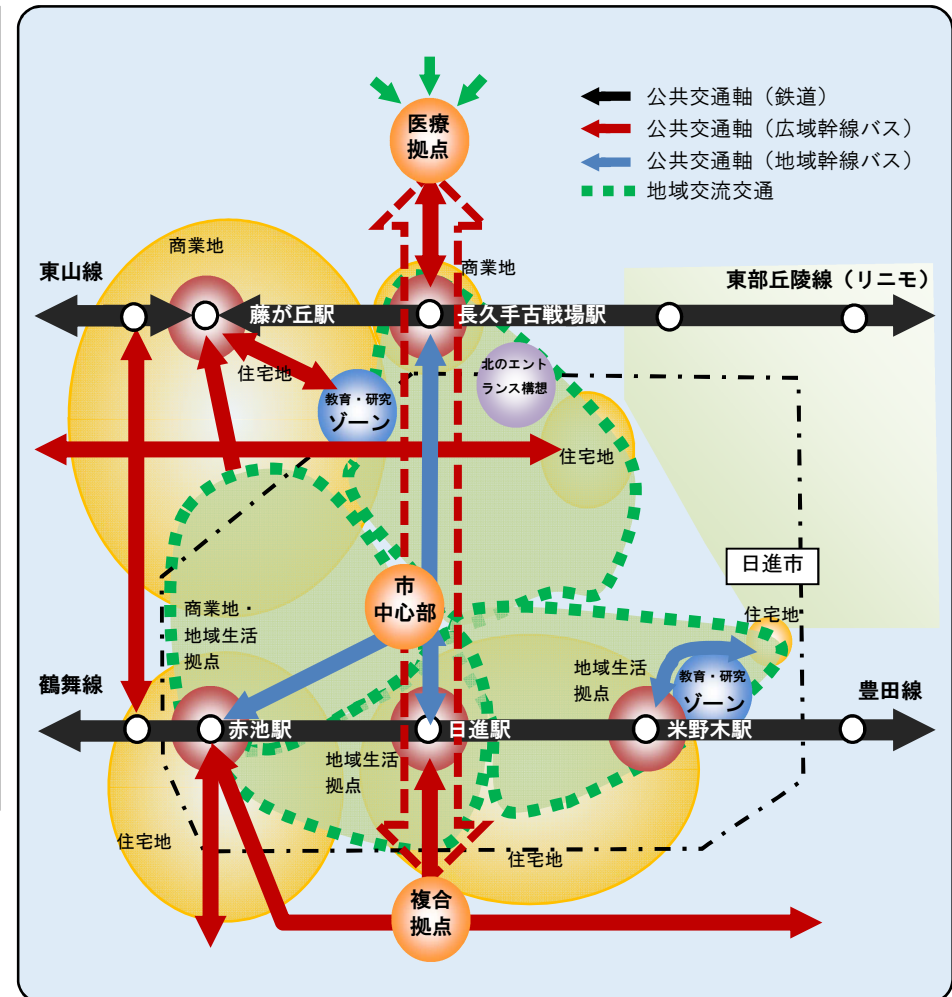 医療
拠点
公共交通軸（鉄道）
公共交通軸（広域幹線バス）
公共交通軸（地域幹線バス）
地域交流交通
商業地
商業地
東山線
東部丘陵線（リニモ）
藤が丘駅
長久手古戦場駅
住宅地
教育・研究
ゾーン
北のエント
ランス構想
住宅地
日進市
市
中心部
商業地・
地域生活
拠点
住宅地
地域生活
拠点
教育・研究
ゾーン
鶴舞線
豊田線
赤池駅
日進駅
米野木駅
地域生活
拠点
住宅地
住宅地
複合
拠点